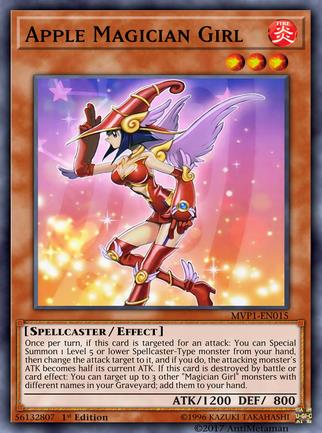 APPLE MAGICIAN GIRL
FIRE
炎
MVP1-EN015
[SPELLCASTER / EFFECT]
Once per turn, if this card is targeted for an attack: You can Special
Summon 1 Level 5 or lower Spellcaster-Type monster from your hand,
then change the attack target to it, and if you do, the attacking monster's
ATK becomes half its current ATK. If this card is destroyed by battle
or card effect: You can target up to 3 other "Magician Girl" monsters with
different names in your Graveyard; add them to your hand.
ATK/1200 DEF/ 800
56132807 1st Edition ©1996 KAZUKI TAKAHASHI
©2017 AntiMetaman